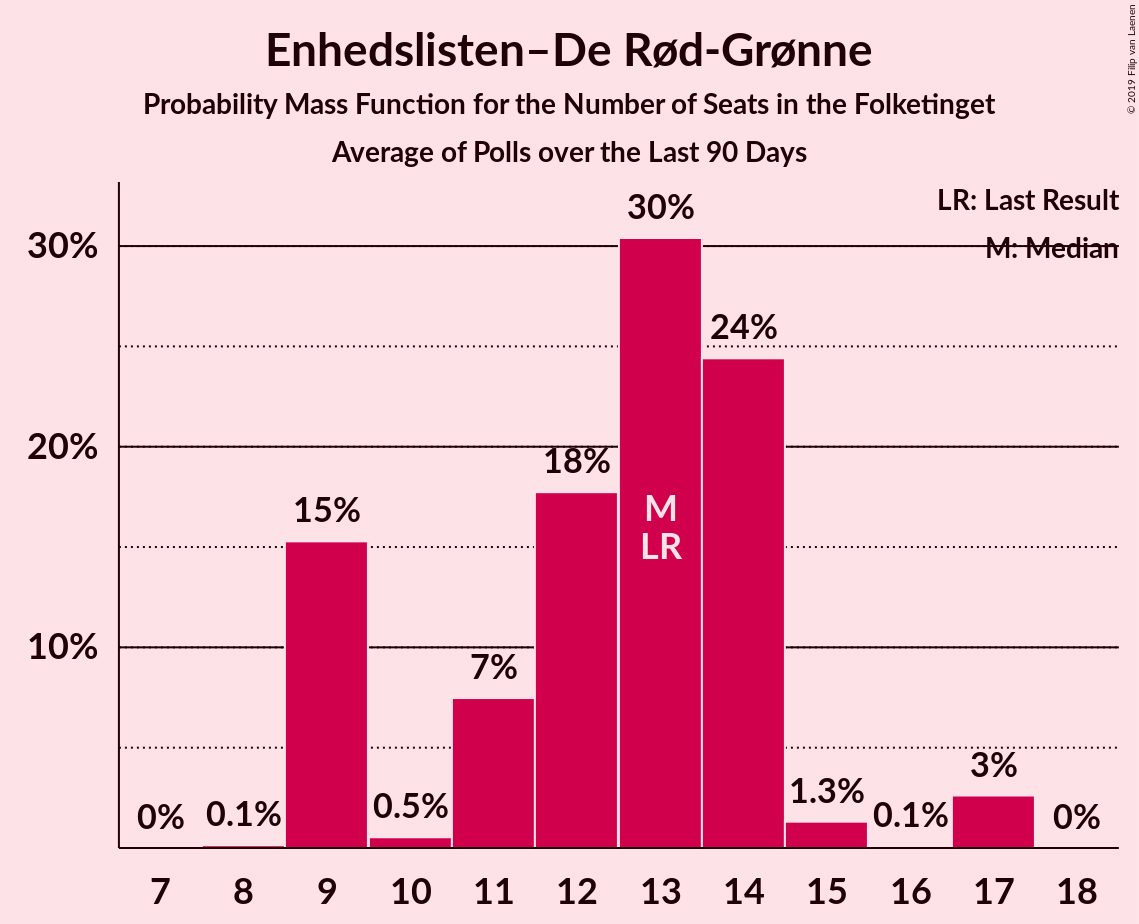 Enhedslisten–De Rød-Grønne
Probability Mass Function for the Number of Seats in the Folketinget
Average of Polls over the Last 90 Days
© 2019 Filip van Laenen
LR: Last Result
M: Median
30%
20%
10%
0%
0.1%
15%
0.5%
7%
18%
30%
24%
1.3%
0.1%
3%
0%
M
LR
7 8 9 10 11 12 13 14 15 16 17 18